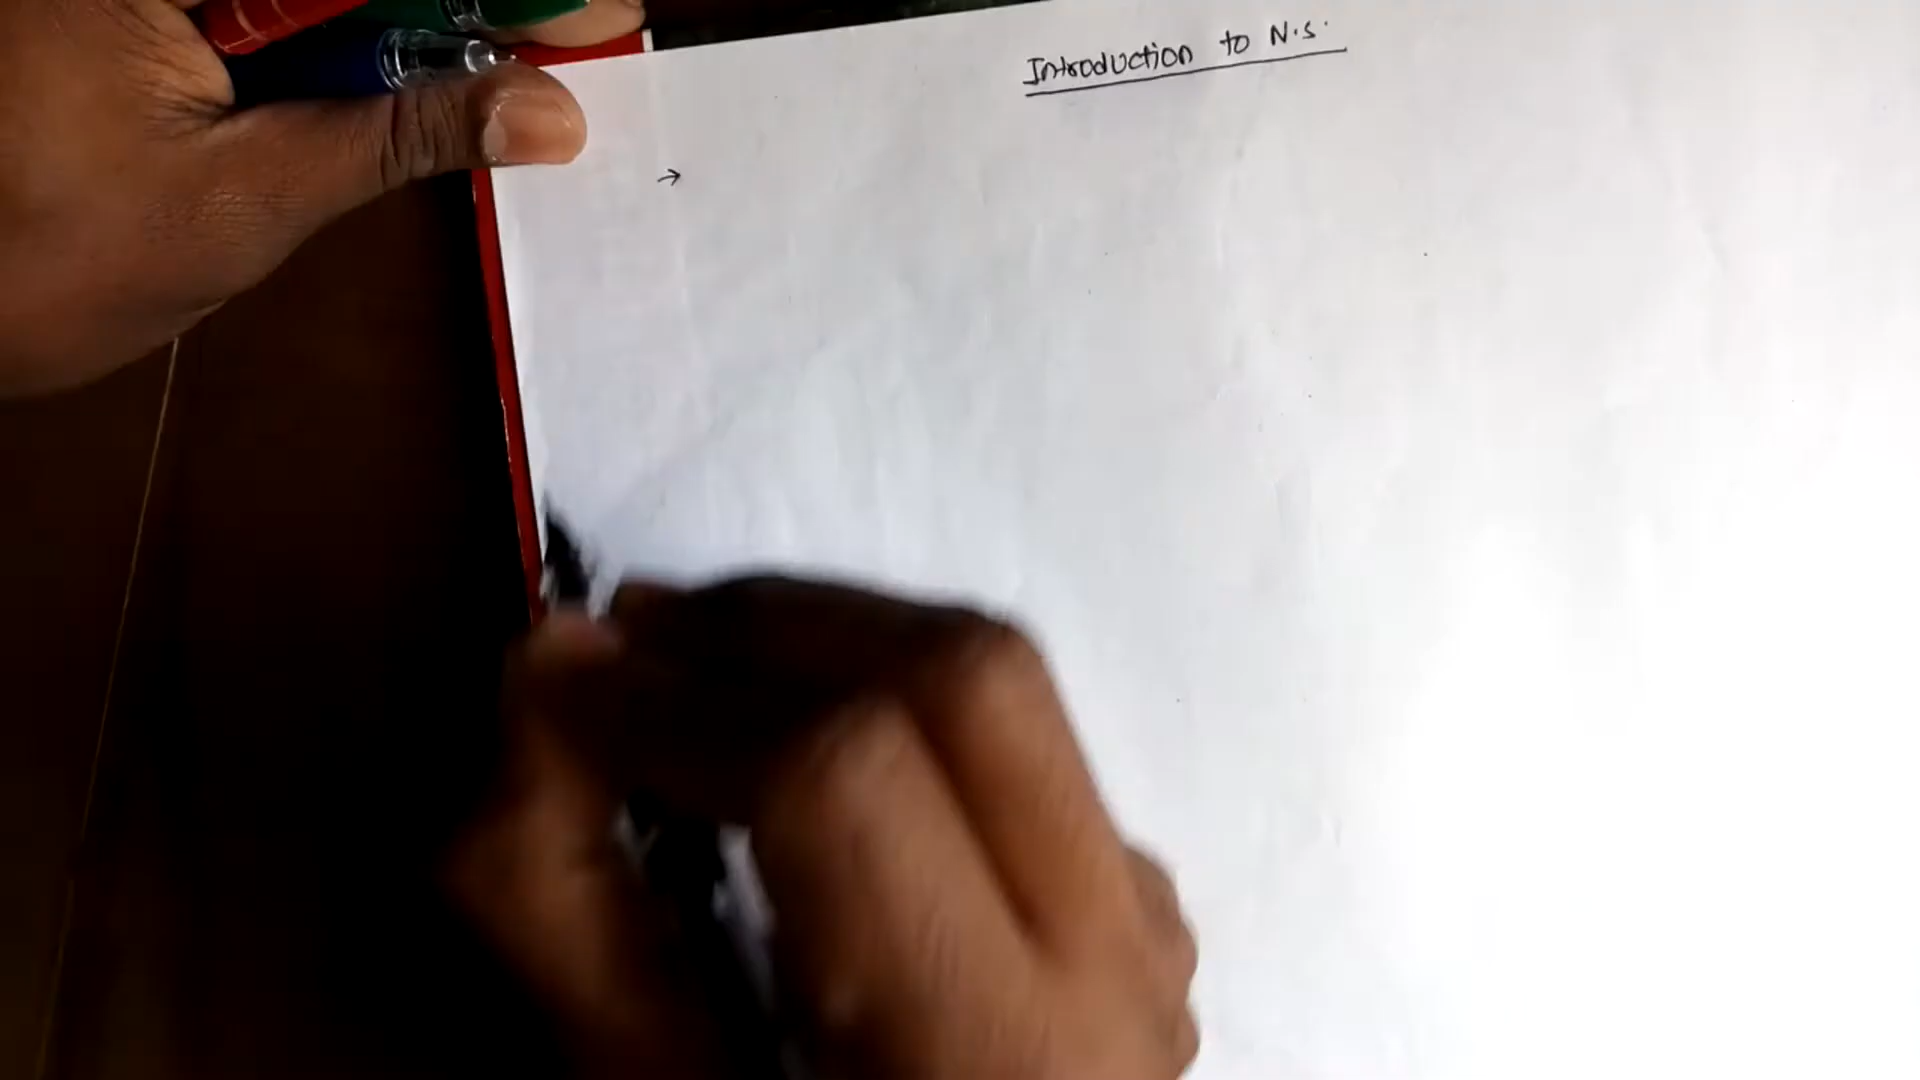 Introduction to N.S.
→